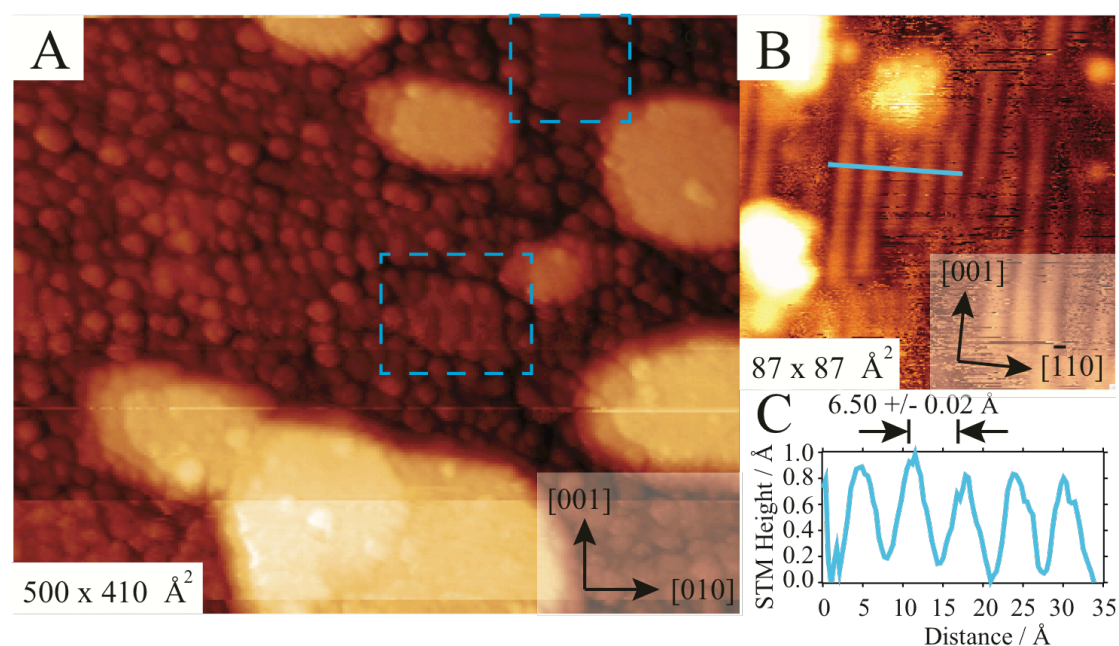 A
[001]
[010]
500 x 410 Å²
B
[001]
[1̄10]
87 x 87 Å²
C
6.50 +/- 0.02 Å
STM Height / Å
1.0
0.8
0.6
0.4
0.2
0.0
0 5 10 15 20 25 30 35
Distance / Å